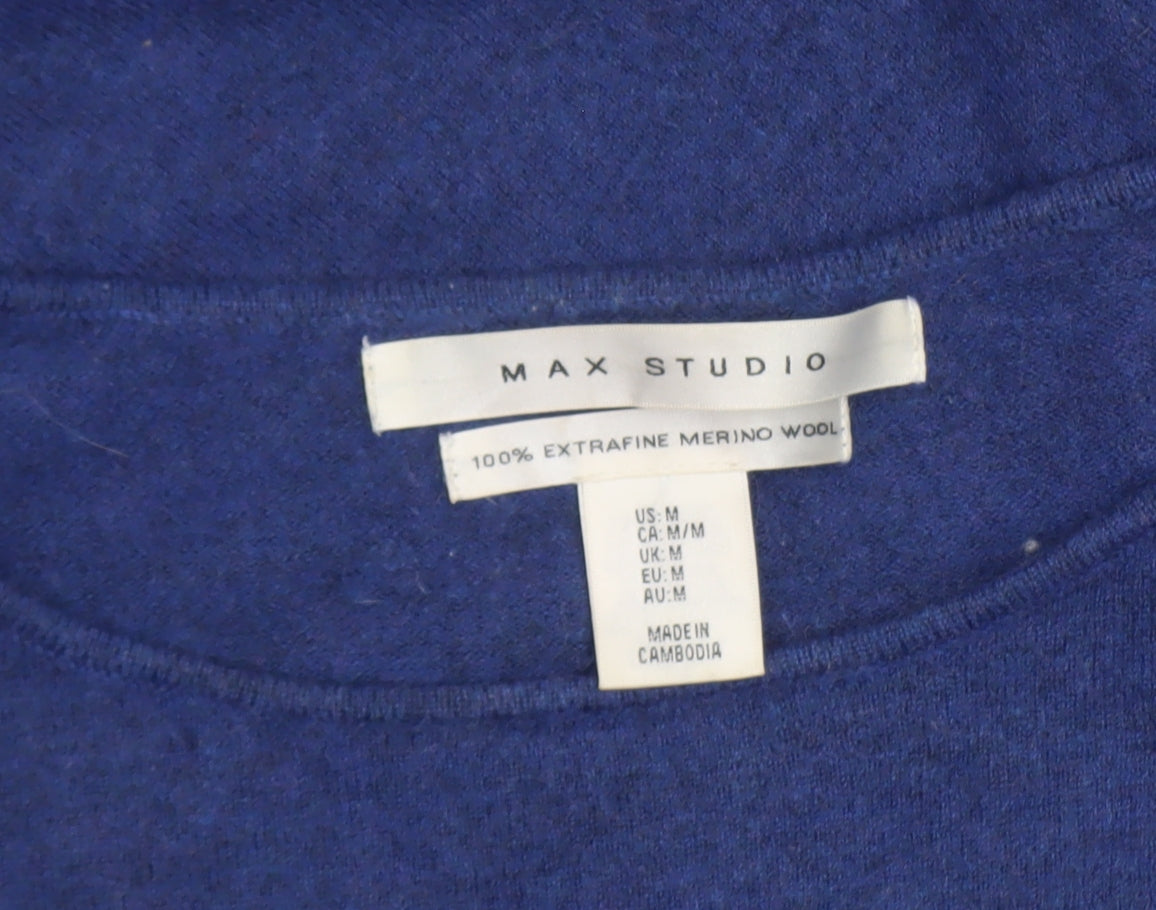 MAX STUDIO
100% EXTRAFINE MERINO WOOL
US: M
CA: M/M
UK: M
EU: M
AU: M
MADE IN
CAMBODIA